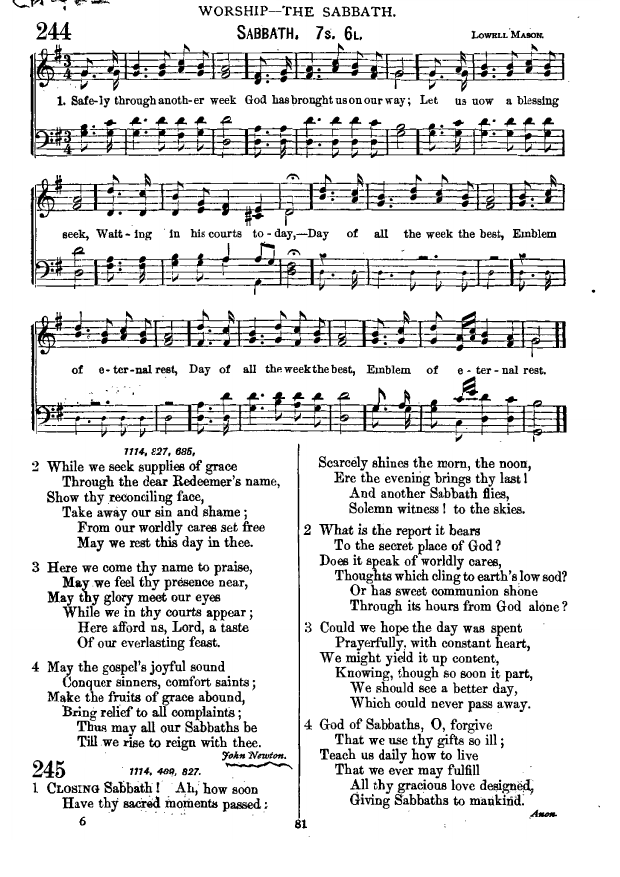 WORSHIP—THE SABBATH.
244
SABBATH. 7s. 6L.
LOWELL MASON.
1. Safe-ly through anoth-er week God has brought us on our way; Let us now a blessing
seek, Wait-ing in his courts to-day,—Day of all the week the best, Emblem
of e-ter-nal rest, Day of all the week the best, Emblem of e-ter-nal rest.
1114, 827, 685,
2 While we seek supplies of grace
Through the dear Redeemer's name,
Show thy reconciling face,
Take away our sin and shame;
From our worldly cares set free
May we rest this day in thee.
3 Here we come thy name to praise,
May we feel thy presence near,
May thy glory meet our eyes
While we in thy courts appear;
Here afford us, Lord, a taste
Of our everlasting feast.
4 May the gospel's joyful sound
Conquer sinners, comfort saints;
Make the fruits of grace abound,
Bring relief to all complaints;
Thus may all our Sabbaths be
Till we rise to reign with thee.
John Newton.
245
1114, 827.
1 CLOSING Sabbath! Ah, how soon
Have thy sacred moments passed:
Scarcely shines the morn, the noon,
Ere the evening brings thy last!
And another Sabbath flies,
Solemn witness! to the skies.
2 What is the report it bears
To the secret place of God?
Does it speak of worldly cares,
Thoughts which cling to earth's low sod?
Or has sweet communion shone
Through its hours from God alone?
3 Could we hope the day was spent
Prayerfully, with constant heart,
We might yield it up content,
Knowing, though so soon it part,
We should see a better day,
Which could never pass away.
4 God of Sabbaths, O, forgive
That we use thy gifts so ill;
Teach us daily how to live
That we ever may fulfill
All thy gracious love designed,
Giving Sabbaths to mankind.
Anon.
6
81